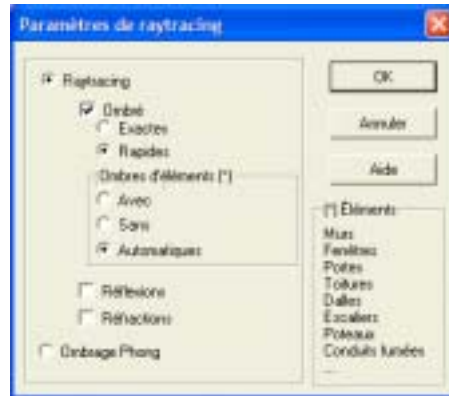 Paramètres de raytracing
Raytracing
Ombré
Exactes
Rapides
Ombres d'éléments (*)
Avec
Sans
Automatiques
Réflexions
Réfractions
Ombrage Phong
OK
Annuler
Aide
(*) Éléments
Murs
Fenêtres
Portes
Toitures
Dalles
Escaliers
Poteaux
Conduits fumées
...